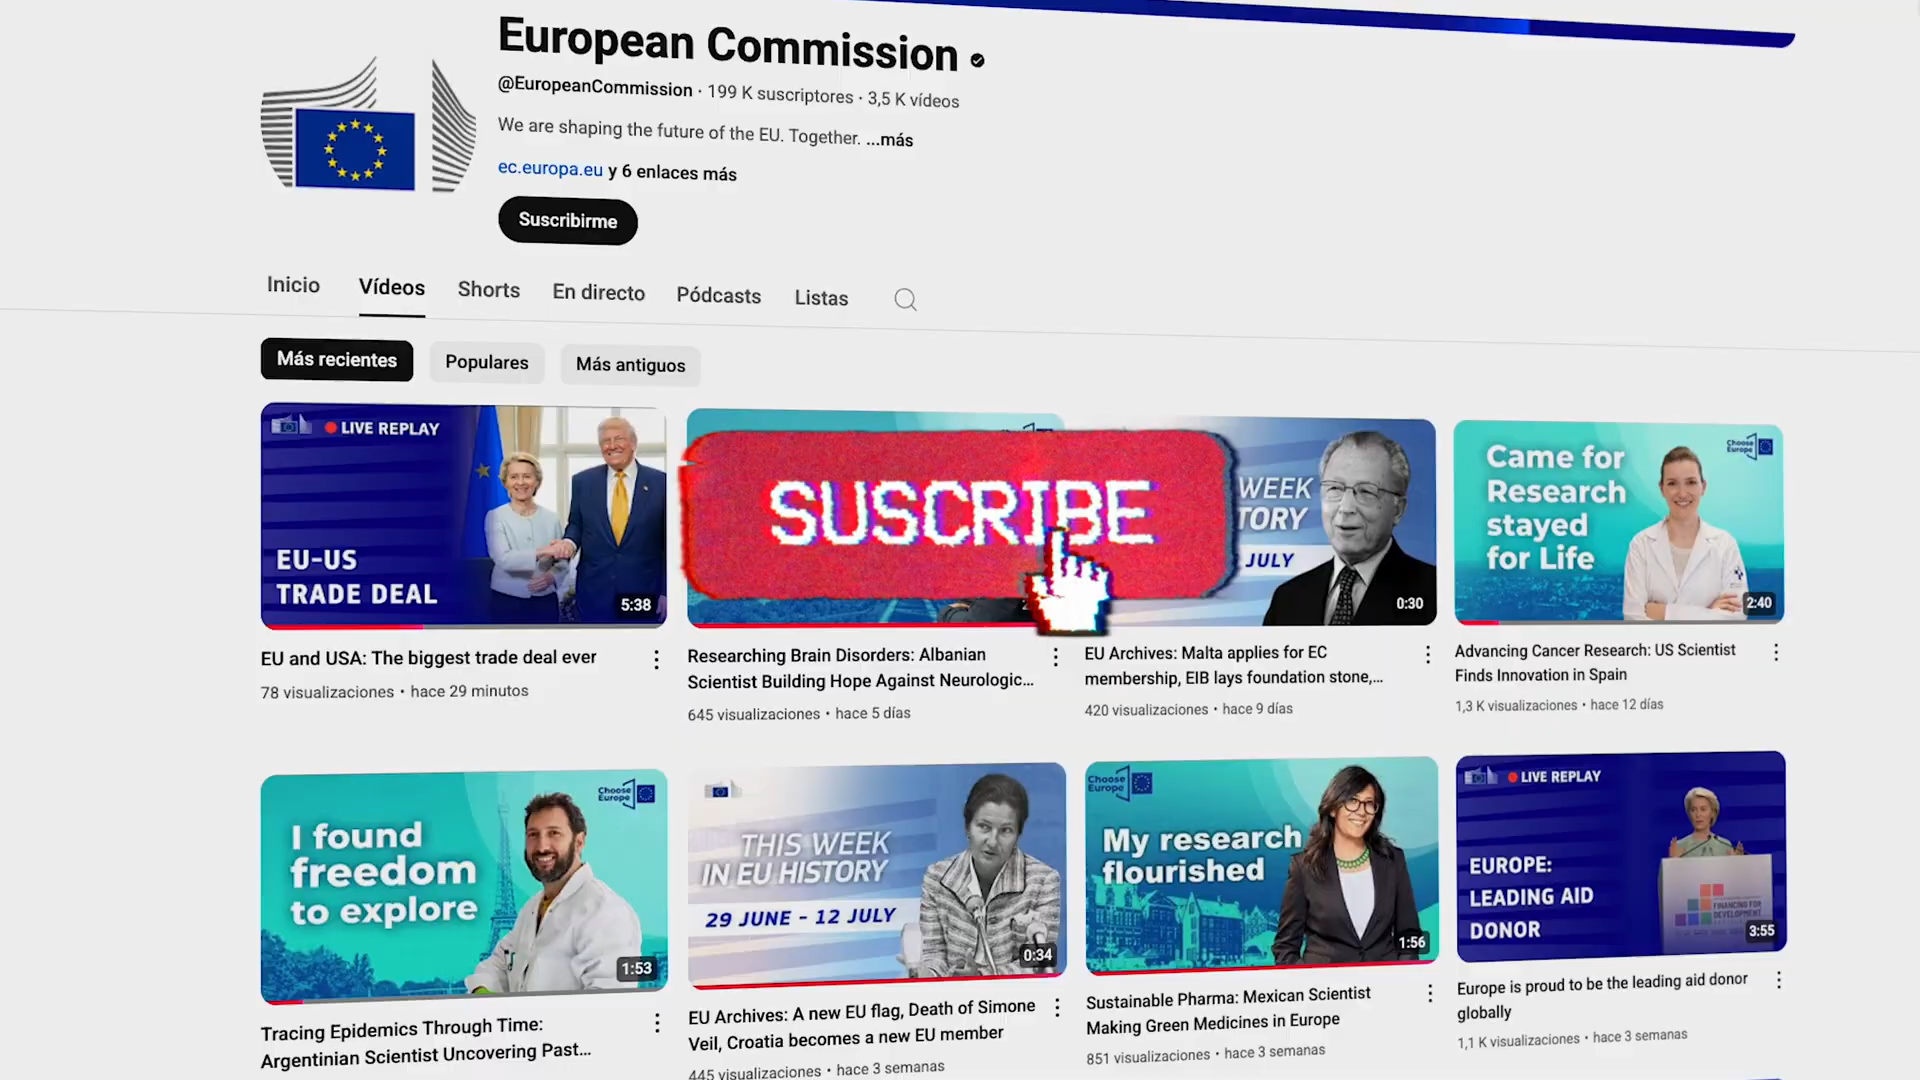 European Commission
@EuropeanCommission · 199 K suscriptores · 3,5 K vídeos
We are shaping the future of the EU. Together. ...más
ec.europa.eu y 6 enlaces más
Suscribirme
Inicio Vídeos Shorts En directo Pódcasts Listas
Más recientes Populares Más antiguos
LIVE REPLAY
EU-US
TRADE DEAL
5:38
SUSCRIBE
WEEK
TORY
JULY
0:30
Choose
Europe
Came for
Research
stayed
for Life
2:40
EU and USA: The biggest trade deal ever
78 visualizaciones • hace 29 minutos
Researching Brain Disorders: Albanian
Scientist Building Hope Against Neurologic...
645 visualizaciones • hace 5 días
EU Archives: Malta applies for EC
membership, EIB lays foundation stone,...
420 visualizaciones • hace 9 días
Advancing Cancer Research: US Scientist
Finds Innovation in Spain
1,3 K visualizaciones • hace 12 días
Choose
Europe
I found
freedom
to explore
1:53
THIS WEEK
IN EU HISTORY
29 JUNE - 12 JULY
0:34
Choose
Europe
My research
flourished
1:56
LIVE REPLAY
EUROPE:
LEADING AID
DONOR
FINANCING FOR
DEVELOPMENT
3:55
Tracing Epidemics Through Time:
Argentinian Scientist Uncovering Past...
EU Archives: A new EU flag, Death of Simone
Veil, Croatia becomes a new EU member
445 visualizaciones • hace 3 semanas
Sustainable Pharma: Mexican Scientist
Making Green Medicines in Europe
851 visualizaciones • hace 3 semanas
Europe is proud to be the leading aid donor
globally
1,1 K visualizaciones • hace 3 semanas